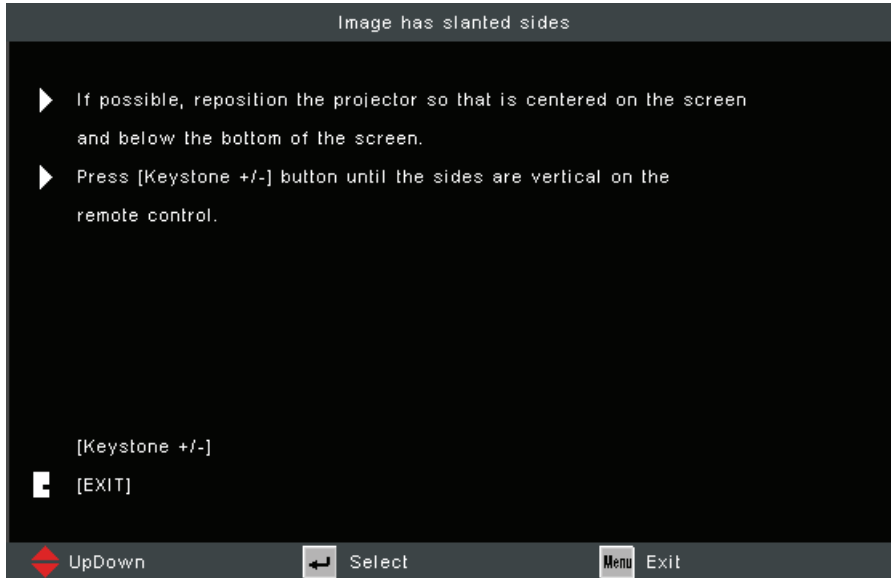 Image has slanted sides
If possible, reposition the projector so that is centered on the screen
and below the bottom of the screen.
Press [Keystone +/-] button until the sides are vertical on the
remote control.
[Keystone +/-]
[EXIT]
UpDown Select Menu Exit